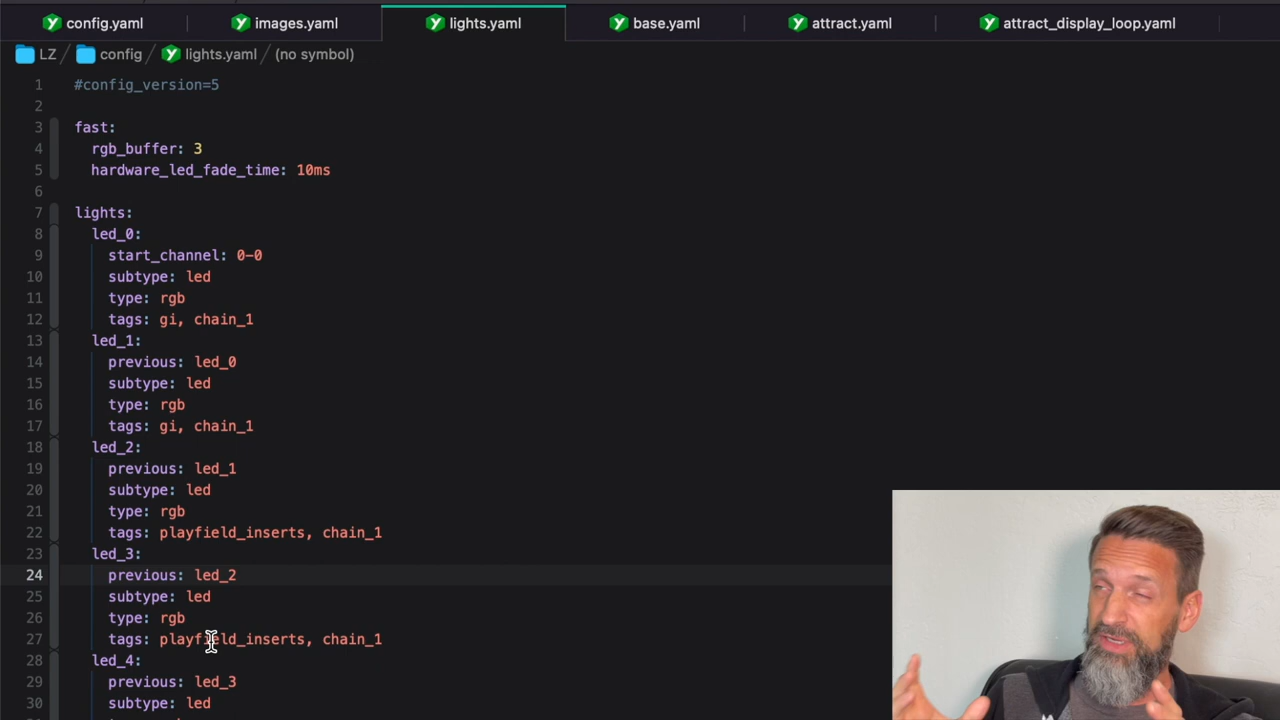 config.yaml images.yaml lights.yaml base.yaml attract.yaml attract_display_loop.yaml
LZ / config / lights.yaml / (no symbol)
1 #config_version=5
2
3 fast:
4 rgb_buffer: 3
5 hardware_led_fade_time: 10ms
6
7 lights:
8 led_0:
9 start_channel: 0-0
10 subtype: led
11 type: rgb
12 tags: gi, chain_1
13 led_1:
14 previous: led_0
15 subtype: led
16 type: rgb
17 tags: gi, chain_1
18 led_2:
19 previous: led_1
20 subtype: led
21 type: rgb
22 tags: playfield_inserts, chain_1
23 led_3:
24 previous: led_2
25 subtype: led
26 type: rgb
27 tags: playfield_inserts, chain_1
28 led_4:
29 previous: led_3
30 subtype: led